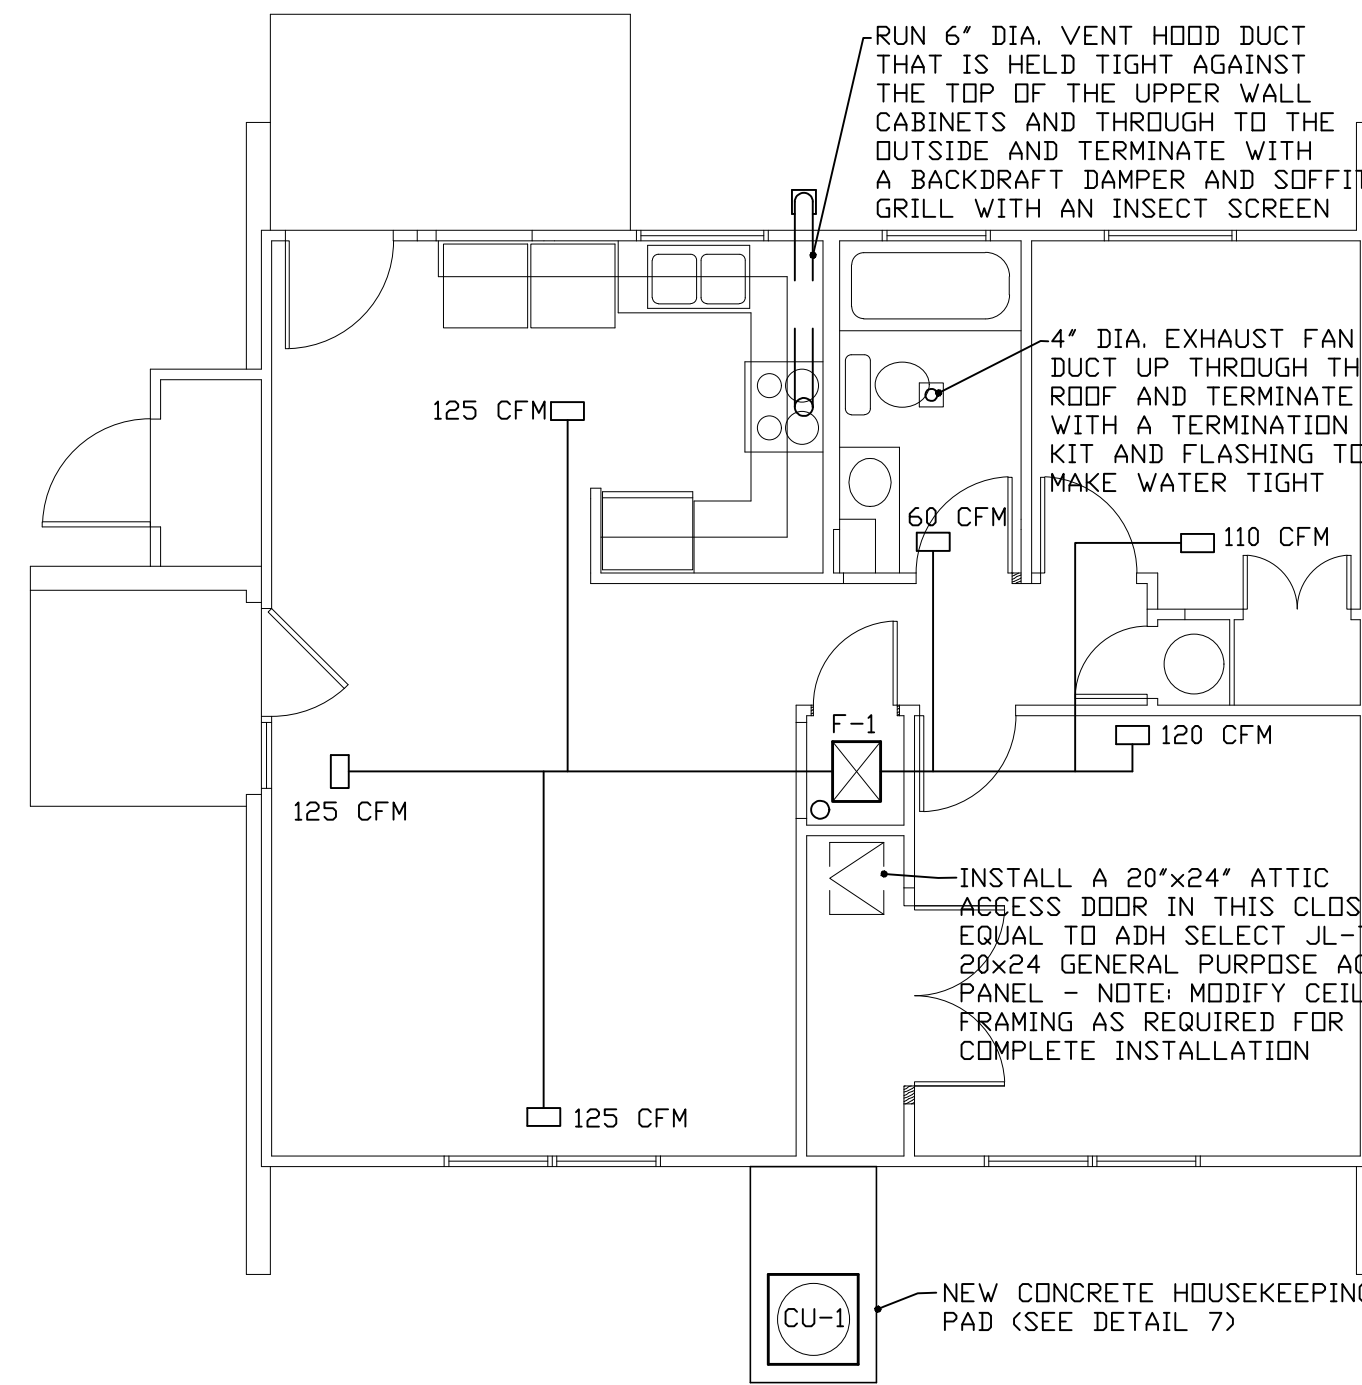 RUN 6" DIA. VENT HOOD DUCT
THAT IS HELD TIGHT AGAINST
THE TOP OF THE UPPER WALL
CABINETS AND THROUGH TO THE
OUTSIDE AND TERMINATE WITH
A BACKDRAFT DAMPER AND SOFFIT
GRILL WITH AN INSECT SCREEN
4" DIA. EXHAUST FAN
DUCT UP THROUGH TH
ROOF AND TERMINATE
WITH A TERMINATION
KIT AND FLASHING TO
MAKE WATER TIGHT
125 CFM
60 CFM
110 CFM
F-1
120 CFM
125 CFM
INSTALL A 20"x24" ATTIC
ACCESS DOOR IN THIS CLOS
EQUAL TO ADH SELECT JL-
20x24 GENERAL PURPOSE AC
PANEL - NOTE: MODIFY CEIL
FRAMING AS REQUIRED FOR
COMPLETE INSTALLATION
125 CFM
NEW CONCRETE HOUSEKEEPING
PAD (SEE DETAIL 7)
CU-1